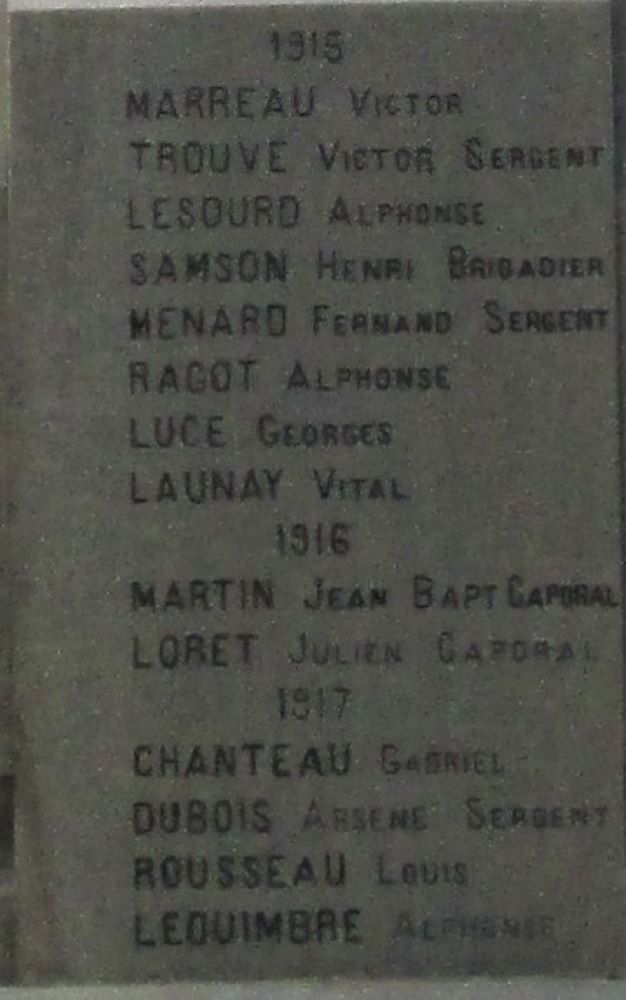 1915
MARREAU VICTOR
TROUVE VICTOR SERGENT
LESOURD ALPHONSE
SAMSON HENRI BRIGADIER
MENARD FERNAND SERGENT
RAGOT ALPHONSE
LUCE GEORGES
LAUNAY VITAL
1916
MARTIN JEAN BAPT CAPORAL
LORET JULIEN CAPORAL
1917
CHANTEAU GABRIEL
DUBOIS ARSENE SERGENT
ROUSSEAU LOUIS
LEQUIMBRE ALPHONSE